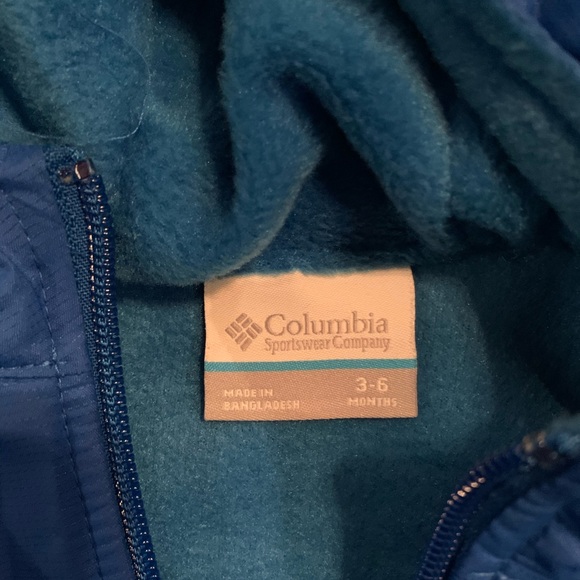 Columbia
Sportswear Company
MADE IN
BANGLADESH
3-6
MONTHS